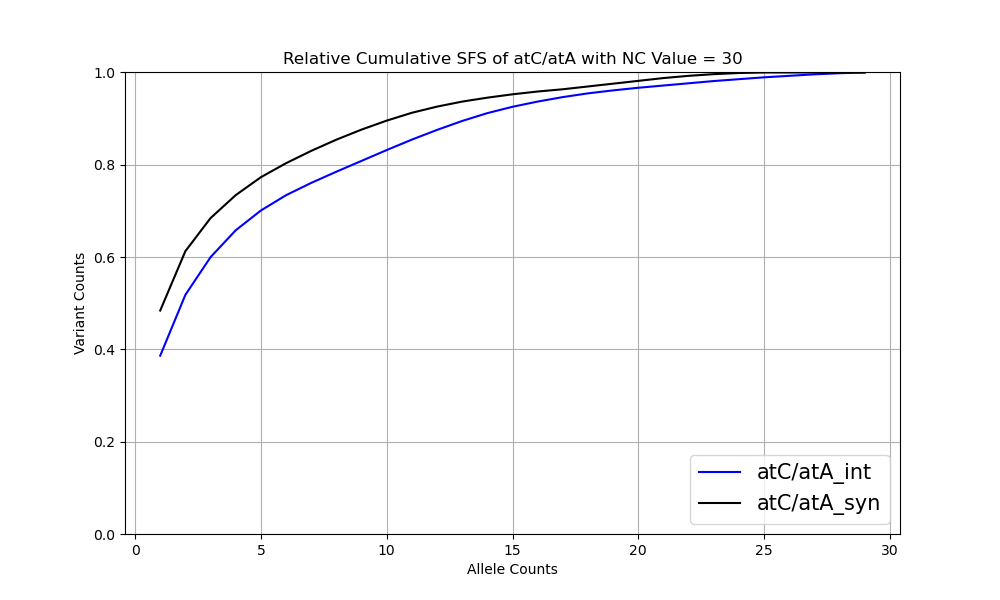 Relative Cumulative SFS of atC/atA with NC Value = 30
Variant Counts
1.0
0.8
0.6
0.4
0.2
0.0
0 5 10 15 20 25 30
Allele Counts
atC/atA_int
atC/atA_syn